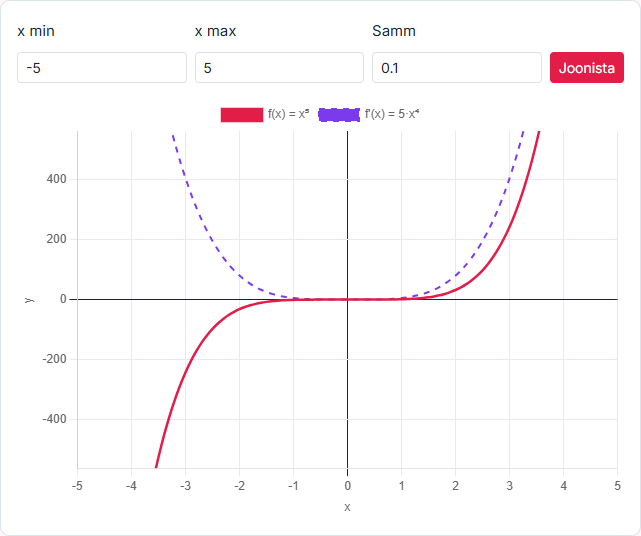 x min x max Samm
-5 5 0.1 Joonista
f(x) = x⁵ f'(x) = 5·x⁴
400
200
y 0
-200
-400
-5 -4 -3 -2 -1 0 1 2 3 4 5
x